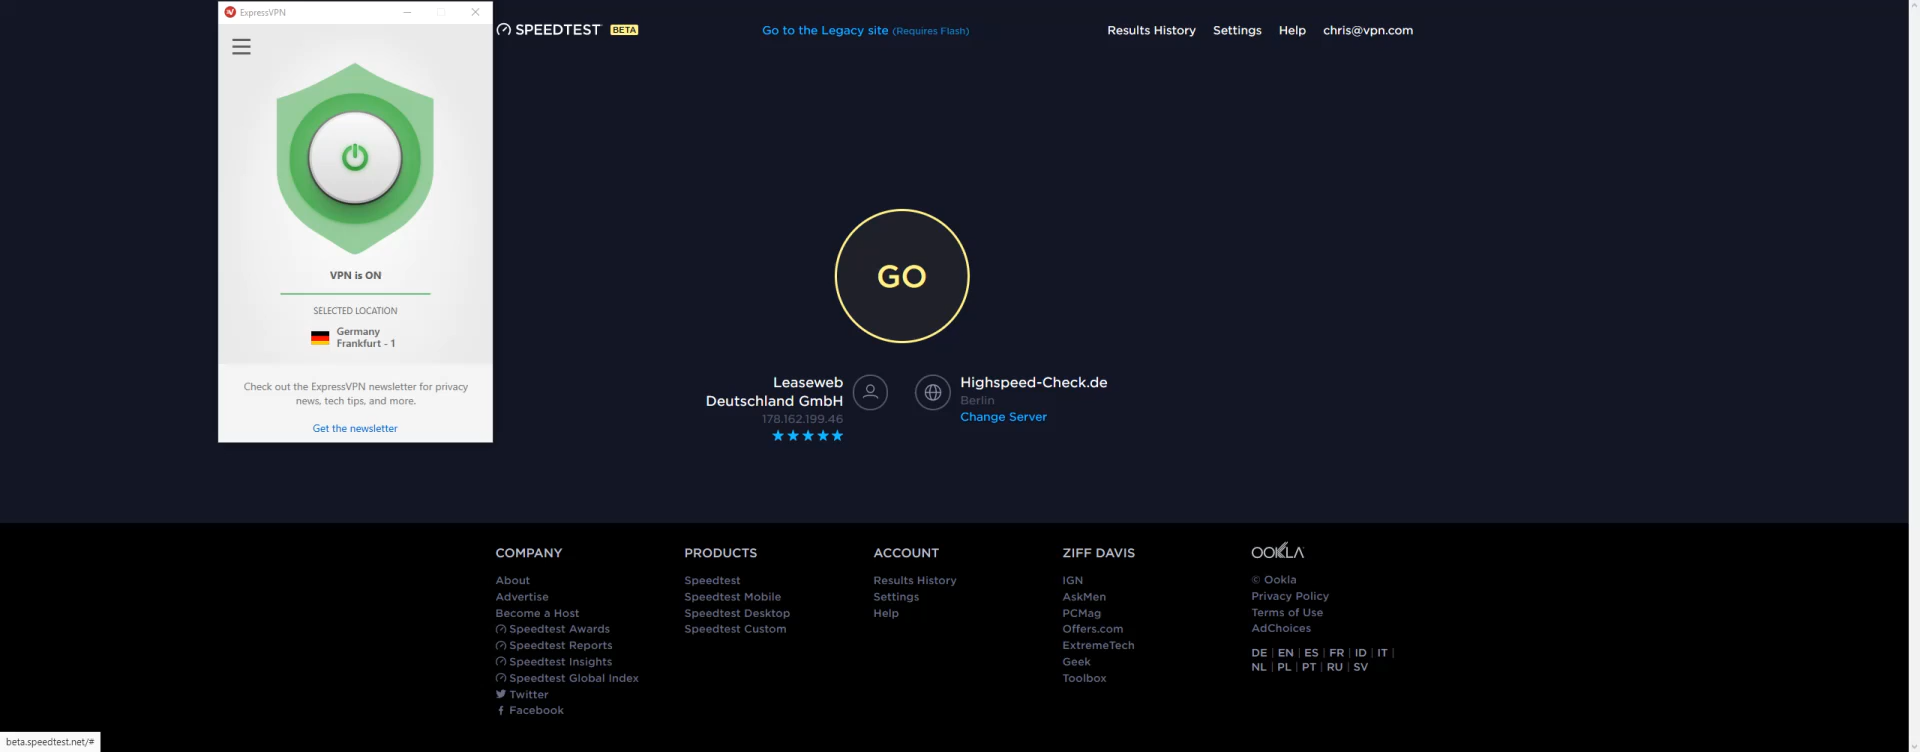 ExpressVPN
VPN is ON
SELECTED LOCATION
Germany
Frankfurt - 1
Check out the ExpressVPN newsletter for privacy
news, tech tips, and more.
Get the newsletter
SPEEDTEST BETA
Go to the Legacy site (Requires Flash)
Results History Settings Help chris@vpn.com
GO
Leaseweb
Deutschland GmbH
178.162.199.46
Highspeed-Check.de
Berlin
Change Server
COMPANY
About
Advertise
Become a Host
Speedtest Awards
Speedtest Reports
Speedtest Insights
Speedtest Global Index
Twitter
Facebook
PRODUCTS
Speedtest
Speedtest Mobile
Speedtest Desktop
Speedtest Custom
ACCOUNT
Results History
Settings
Help
ZIFF DAVIS
IGN
AskMen
PCMag
Offers.com
ExtremeTech
Geek
Toolbox
OOKLA
© Ookla
Privacy Policy
Terms of Use
AdChoices
DE | EN | ES | FR | ID | IT |
NL | PL | PT | RU | SV
beta.speedtest.net/#